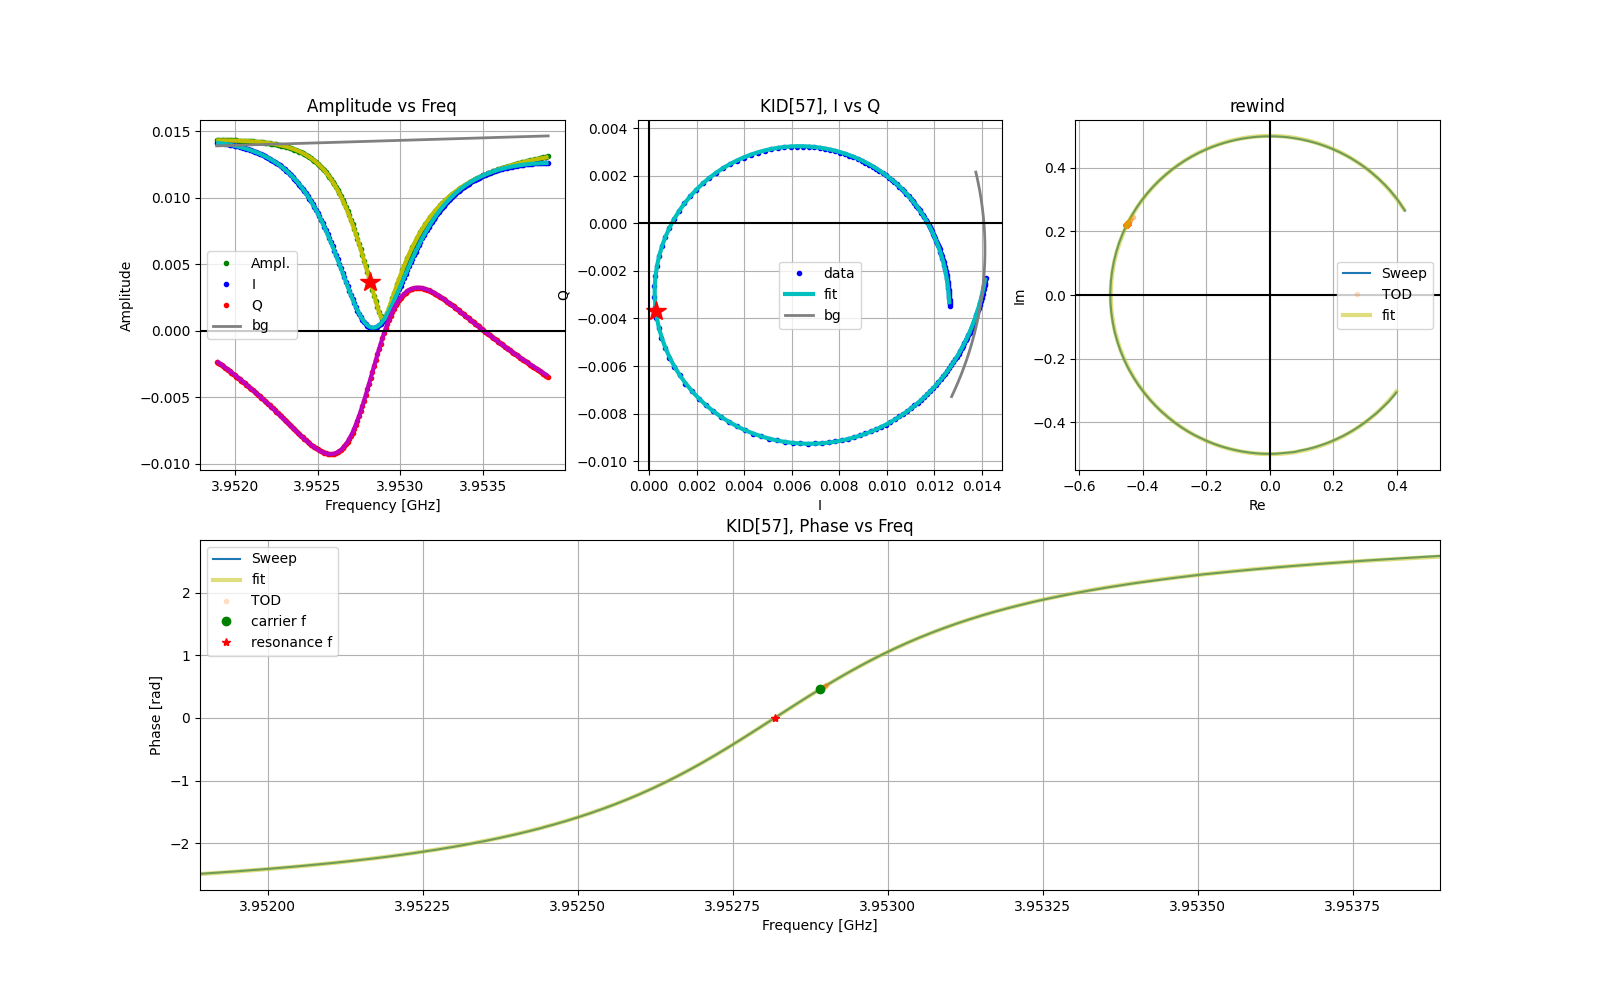 Amplitude vs Freq
0.015
0.010
0.005
0.000
−0.005
−0.010
Amplitude
Ampl.
I
Q
bg
3.9520
3.9525
3.9530
3.9535
Frequency [GHz]
KID[57], I vs Q
0.004
0.002
0.000
−0.002
−0.004
−0.006
−0.008
−0.010
Q
data
fit
bg
0.000
0.002
0.004
0.006
0.008
0.010
0.012
0.014
I
rewind
0.4
0.2
0.0
−0.2
−0.4
Im
Sweep
TOD
fit
−0.6
−0.4
−0.2
0.0
0.2
0.4
Re
KID[57], Phase vs Freq
2
1
0
−1
−2
Phase [rad]
Sweep
fit
TOD
carrier f
resonance f
3.95200
3.95225
3.95250
3.95275
3.95300
3.95325
3.95350
3.95375
Frequency [GHz]